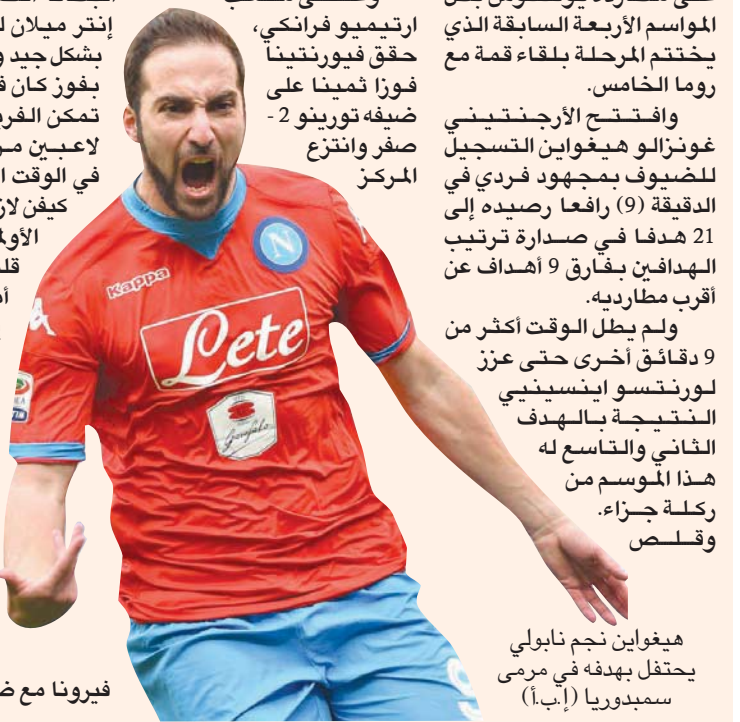 المواسم الأربعة السابقة الذي
يختتم المرحلة بلقاء قمة مع
روما الخامس.
وافتتح الأرجنتيني
غونزالو هيغواين التسجيل
للضيوف بمجهود فردي في
الدقيقة (9) رافعا رصيده إلى
21 هدفا في صدارة ترتيب
الهدافين بفارق 9 أهداف عن
أقرب مطارديه.
ولم يطل الوقت أكثر من
9 دقائق أخرى حتى عزز
لورنتسو اينسينيي
النتيجة بالهدف
الثاني والتاسع له
هذا الموسم من
ركلة جزاء.
وقلص
ارتيميو فرانكي،
حقق فيورنتينا
فوزا ثمينا على
ضيفه تورينو 2 -
صفر وانتزع
المركز
إنتر ميلان
بشكل جيد
بفوز كان
تمكن
لاعبين
في الوقت
كيفن
فيرونا مع
Kappa
N
Lete
Garofalo
هيغواين نجم نابولي
يحتفل بهدفه في مرمى
سمبدوريا (إ.ب.أ)